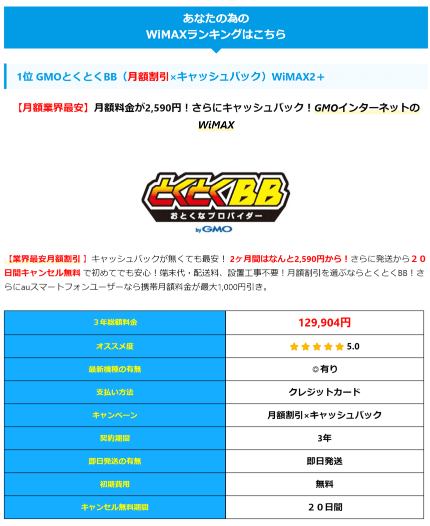 あなたの為の
WiMAXランキングはこちら
1位 GMOとくとくBB（月額割引×キャッシュバック）WiMAX2＋
【月額業界最安】月額料金が2,590円！さらにキャッシュバック！GMOインターネットの
WiMAX
とくとくBB
おとくなプロバイダー
by GMO
【業界最安月額割引 】キャッシュバックが無くても最安！ 2ヶ月間はなんと2,590円から！さらに発送から２０
日間キャンセル無料 で初めてでも安心！端末代・配送料、設置工事不要！月額割引を選ぶならとくとくBB！さ
らにauスマートフォンユーザーなら携帯月額料金が最大1,000円引き。
３年総額料金 129,904円
オススメ度 ★★★★★ 5.0
最新機種の有無 ◎有り
支払い方法 クレジットカード
キャンペーン 月額割引×キャッシュバック
契約期間 3年
即日発送の有無 即日発送
初期費用 無料
キャンセル無料期間 ２０日間